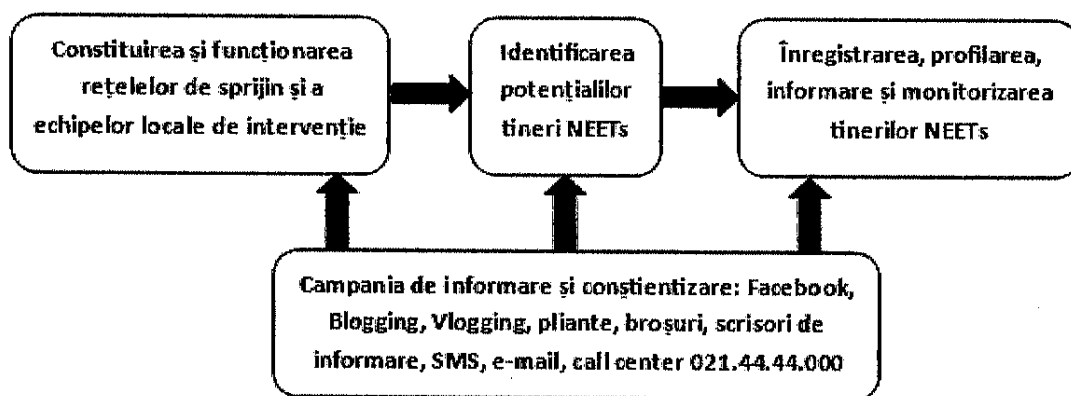 Constituirea și funcționarea
rețelelor de sprijin și a
echipelor locale de intervenție
Identificarea
potențialilor
tineri NEETs
Înregistrarea, profilarea,
informare și monitorizarea
tinerilor NEETs
Campania de informare și conștientizare: Facebook,
Blogging, Vlogging, pliante, broșuri, scrisori de
informare, SMS, e-mail, call center 021.44.44.000